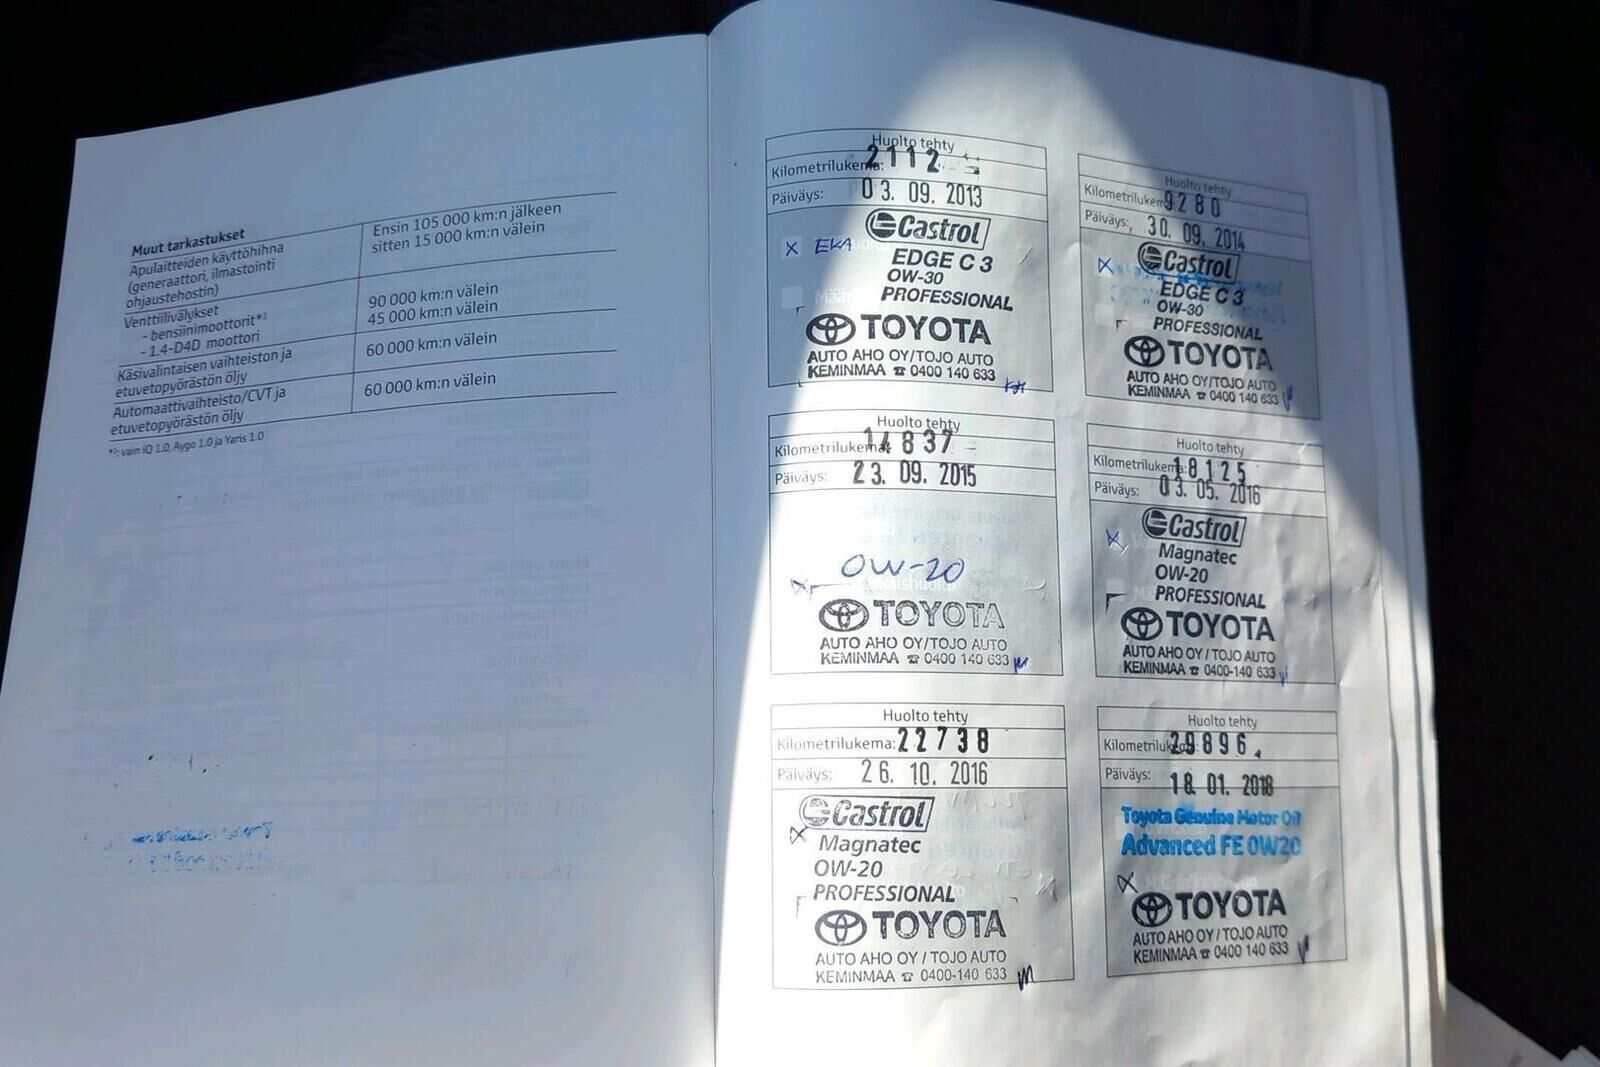 Muut tarkastukset
Apulaitteiden käyttöhihna
(generaattori, ilmastointi
ohjaustehostin)
Ensin 105 000 km:n jälkeen
sitten 15 000 km:n välein
Venttiilivälykset
- bensiinimoottorit*¹
- 1.4-D4D moottori
90 000 km:n välein
45 000 km:n välein
Käsivalintaisen vaihteiston ja
etuvetopyörästön öljy
60 000 km:n välein
Automaattivaihteisto/CVT ja
etuvetopyörästön öljy
60 000 km:n välein
*¹: vain iQ 1.0, Aygo 1.0 ja Yaris 1.0
Huolto tehty
Kilometrilukema: 2112
Päiväys: 03. 09. 2013
Castrol
x EKA
EDGE C 3
0W-30
PROFESSIONAL
TOYOTA
AUTO AHO OY/TOJO AUTO
KEMINMAA ☎ 0400 140 633
Huolto tehty
Kilometrilukema: 9280
Päiväys: 30. 09. 2014
x Castrol
EDGE C 3
0W-30
PROFESSIONAL
TOYOTA
AUTO AHO OY/TOJO AUTO
KEMINMAA ☎ 0400 140 633
Huolto tehty
Kilometrilukema: 14837
Päiväys: 23. 09. 2015
x 0W-20
TOYOTA
AUTO AHO OY/TOJO AUTO
KEMINMAA ☎ 0400 140 633
Huolto tehty
Kilometrilukema: 18125
Päiväys: 03. 05. 2016
x Castrol
Magnatec
0W-20
PROFESSIONAL
TOYOTA
AUTO AHO OY / TOJO AUTO
KEMINMAA ☎ 0400-140 633
Huolto tehty
Kilometrilukema: 22738
Päiväys: 26. 10. 2016
Castrol
x Magnatec
0W-20
PROFESSIONAL
TOYOTA
AUTO AHO OY / TOJO AUTO
KEMINMAA ☎ 0400-140 633
Huolto tehty
Kilometrilukema: 29896
Päiväys: 18. 01. 2018
Toyota Genuine Motor Oil
Advanced FE 0W20
x TOYOTA
AUTO AHO OY / TOJO AUTO
KEMINMAA ☎ 0400 140 633